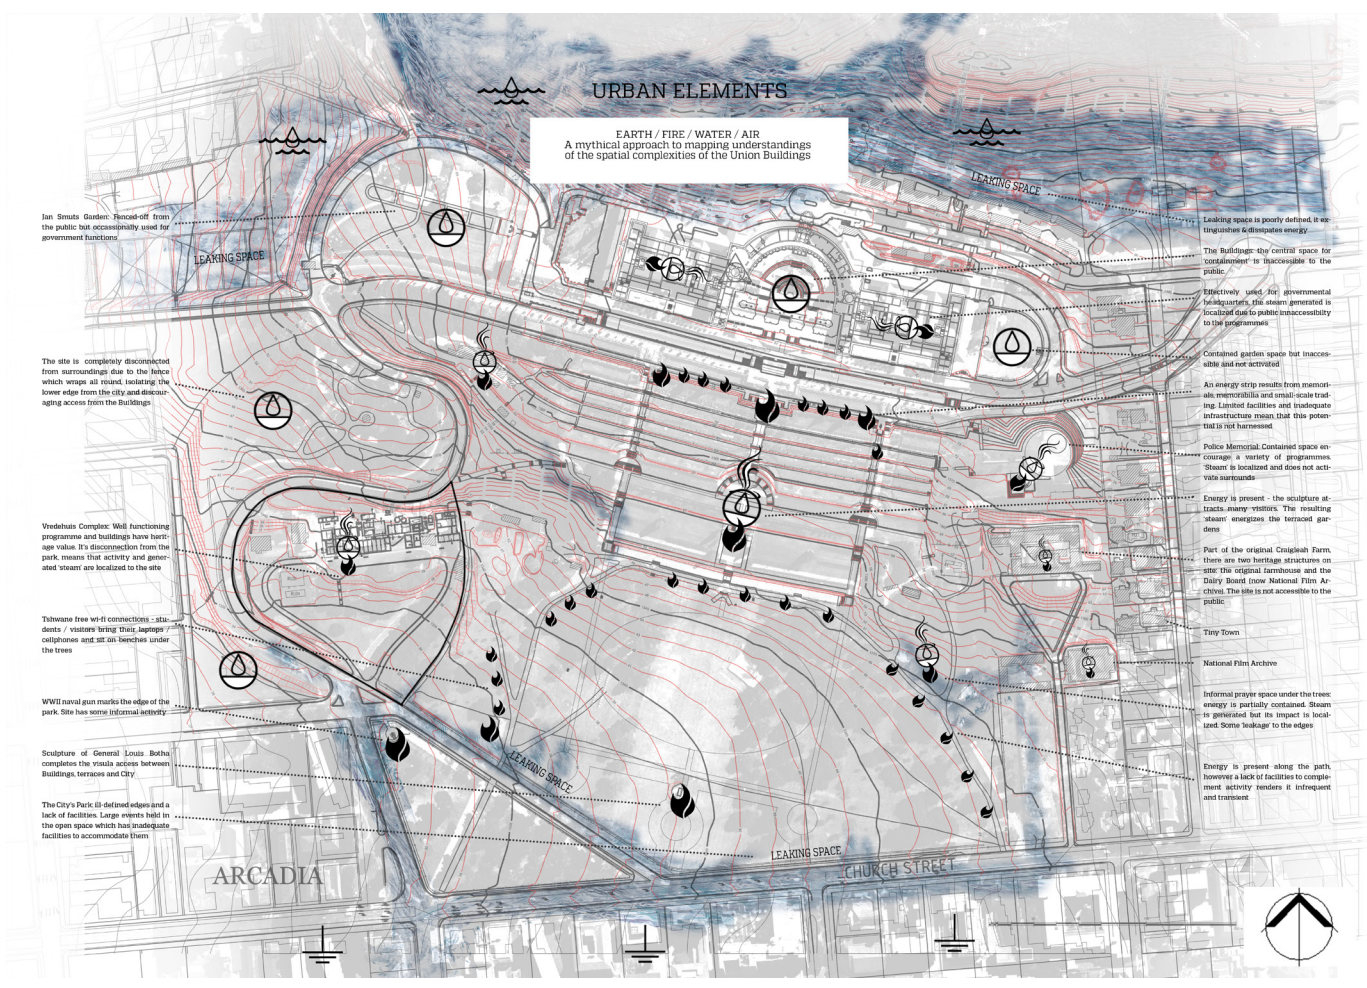 URBAN ELEMENTS
EARTH / FIRE / WATER / AIR
A mythical approach to mapping understandings
of the spatial complexities of the Union Buildings
LEAKING SPACE
LEAKING SPACE
LEAKING SPACE
LEAKING SPACE
CHURCH STREET
ARCADIA
Jan Smuts Garden: Fenced-off from
the public but occassionally used for
government functions
The site is completely disconnected
from surroundings due to the fence
which wraps all round, isolating the
lower edge from the city and discour-
aging access from the Buildings
Vredehuis Complex: Well functioning
programme and buildings have herit-
age value. It's disconnection from the
park, means that activity and gener-
ated 'steam' are localized to the site
Tshwane free wi-fi connections - stu-
dents / visitors bring their laptops /
cellphones and sit on benches under
the trees
WWII naval gun marks the edge of the
park. Site has some informal activity
Sculpture of General Louis Botha
completes the visula access between
Buildings, terraces and City
The City's Park: ill-defined edges and a
lack of facilities. Large events held in
the open space which has inadequate
facilities to accommodate them
Leaking space is poorly defined, it ex-
tinguishes & dissipates energy
The Buildings: the central space for
'containment' is inaccessible to the
public
Effectively used for governmental
headquarters, the steam generated is
localized due to public innaccessibilty
to the programmes
Contained garden space but inacces-
sible and not activated
An energy strip results from memori-
als, memorabilia and small-scale trad-
ing. Limited facilities and inadequate
infrastructure mean that this poten-
tial is not harnessed
Police Memorial: Contained space en-
courage a variety of programmes.
'Steam' is localized and does not acti-
vate surrounds
Energy is present - the sculpture at-
tracts many visitors. The resulting
'steam' energizes the terraced gar-
dens
Part of the original Craigleah Farm,
there are two heritage structures on
site: the original farmhouse and the
Dairy Board (now National Film Ar-
chive). The site is not accessible to the
public
Tiny Town
National Film Archive
Informal prayer space under the trees:
energy is partially contained. Steam
is generated but its impact is local-
ized. Some 'leakage' to the edges
Energy is present along the path,
however a lack of facilities to comple-
ment activity renders it infrequent
and transient